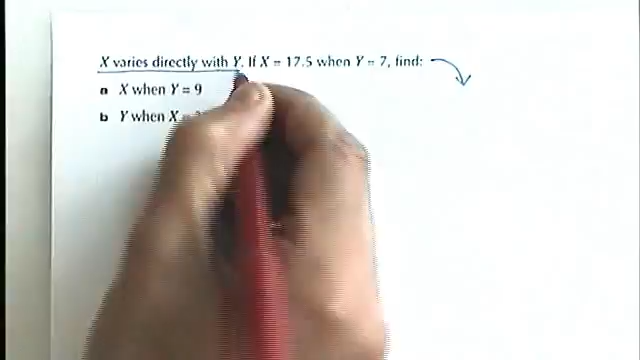 X varies directly with Y. If X = 17.5 when Y = 7, find:
a X when Y = 9
b Y when X =